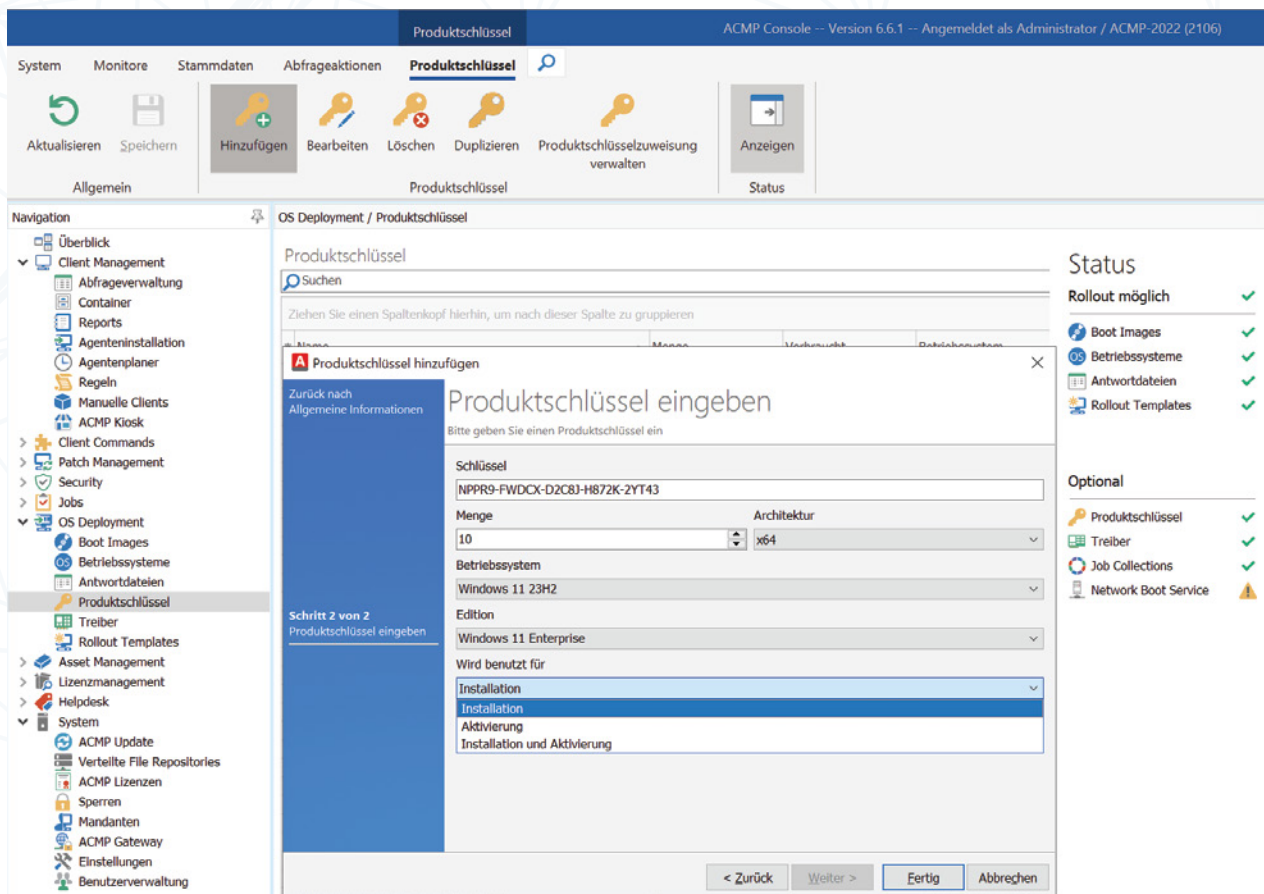 Produktschlüssel
ACMP Console -- Version 6.6.1 -- Angemeldet als Administrator / ACMP-2022 (2106)
System Monitore Stammdaten Abfrageaktionen Produktschlüssel
Aktualisieren Speichern Hinzufügen Bearbeiten Löschen Duplizieren Produktschlüsselzuweisung verwalten Anzeigen
Allgemein Produktschlüssel Status
Navigation
Überblick
Client Management
Abfrageverwaltung
Container
Reports
Agenteninstallation
Agentenplaner
Regeln
Manuelle Clients
ACMP Kiosk
Client Commands
Patch Management
Security
Jobs
OS Deployment
Boot Images
Betriebssysteme
Antwortdateien
Produktschlüssel
Treiber
Rollout Templates
Asset Management
Lizenzmanagement
Helpdesk
System
ACMP Update
Verteilte File Repositories
ACMP Lizenzen
Sperren
Mandanten
ACMP Gateway
Einstellungen
Benutzerverwaltung
OS Deployment / Produktschlüssel
Produktschlüssel
Suchen
Ziehen Sie einen Spaltenkopf hierhin, um nach dieser Spalte zu gruppieren
Name Menge Verbraucht Betriebssystem
Produktschlüssel hinzufügen
Zurück nach
Allgemeine Informationen
Schritt 2 von 2
Produktschlüssel eingeben
Produktschlüssel eingeben
Bitte geben Sie einen Produktschlüssel ein
Schlüssel
NPPR9-FWDCX-D2C8J-H872K-2YT43
Menge Architektur
10 x64
Betriebssystem
Windows 11 23H2
Edition
Windows 11 Enterprise
Wird benutzt für
Installation
Installation
Aktivierung
Installation und Aktivierung
< Zurück Weiter > Fertig Abbrechen
Status
Rollout möglich
Boot Images
OS Betriebssysteme
Antwortdateien
Rollout Templates
Optional
Produktschlüssel
Treiber
Job Collections
Network Boot Service